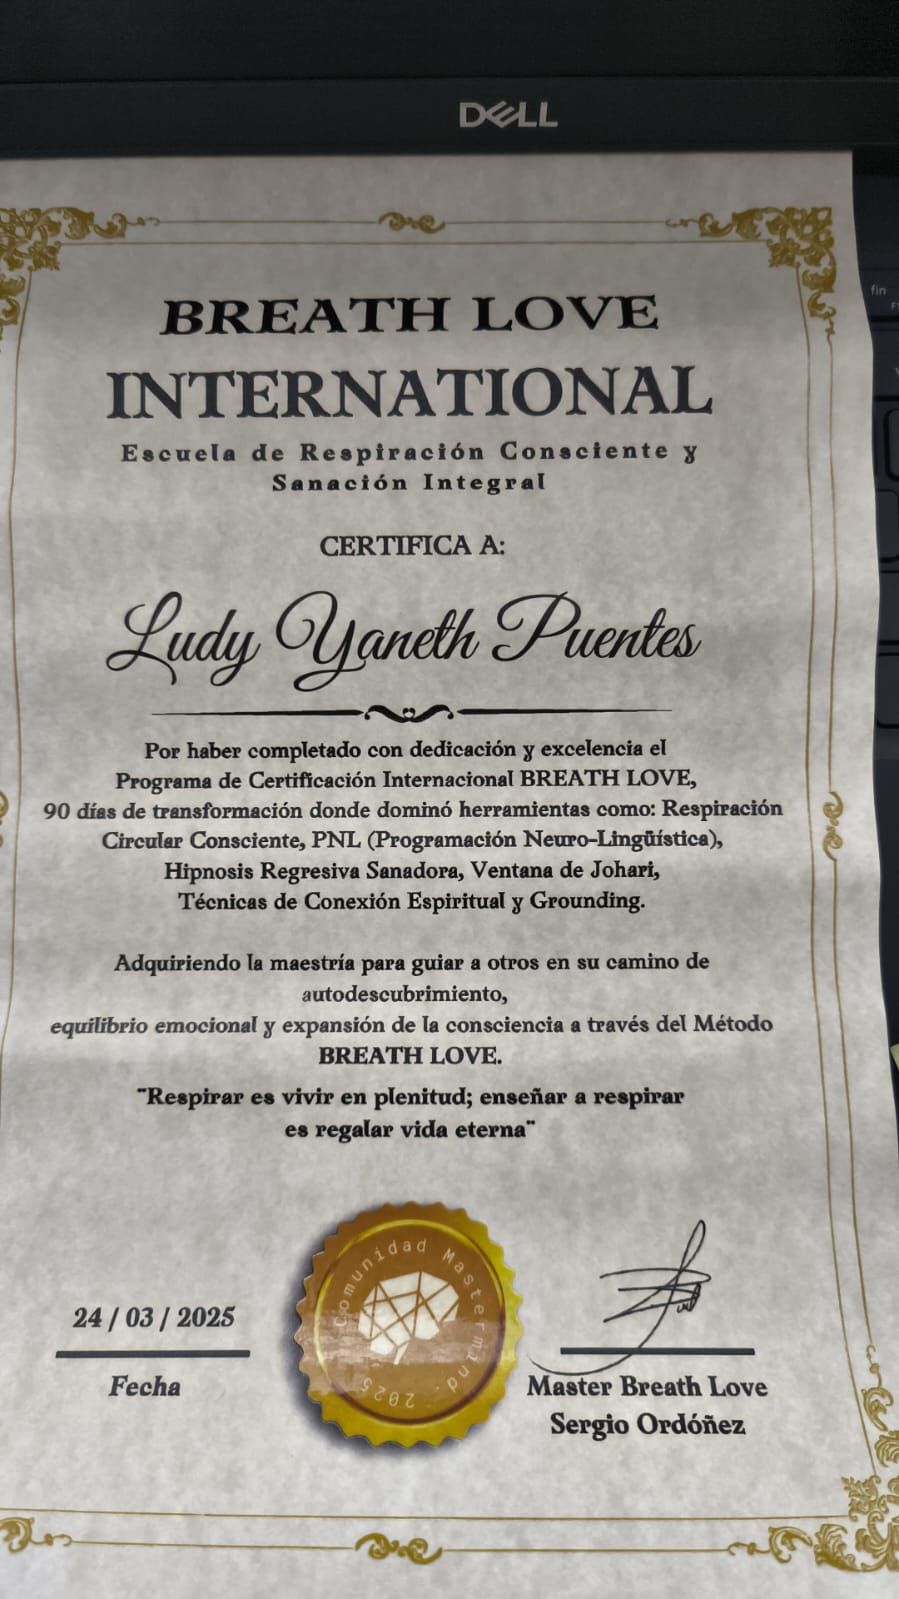 DELL
fin
BREATH LOVE
INTERNATIONAL
Escuela de Respiración Consciente y
Sanación Integral
CERTIFICA A:
Ludy Yaneth Puentes
Por haber completado con dedicación y excelencia el
Programa de Certificación Internacional BREATH LOVE,
90 días de transformación donde dominó herramientas como: Respiración
Circular Consciente, PNL (Programación Neuro-Lingüística),
Hipnosis Regresiva Sanadora, Ventana de Johari,
Técnicas de Conexión Espiritual y Grounding.
Adquiriendo la maestría para guiar a otros en su camino de
autodescubrimiento,
equilibrio emocional y expansión de la consciencia a través del Método
BREATH LOVE.
¨Respirar es vivir en plenitud; enseñar a respirar
es regalar vida eterna¨
Comunidad Mastermind · 2025
24 / 03 / 2025
Fecha
Master Breath Love
Sergio Ordóñez